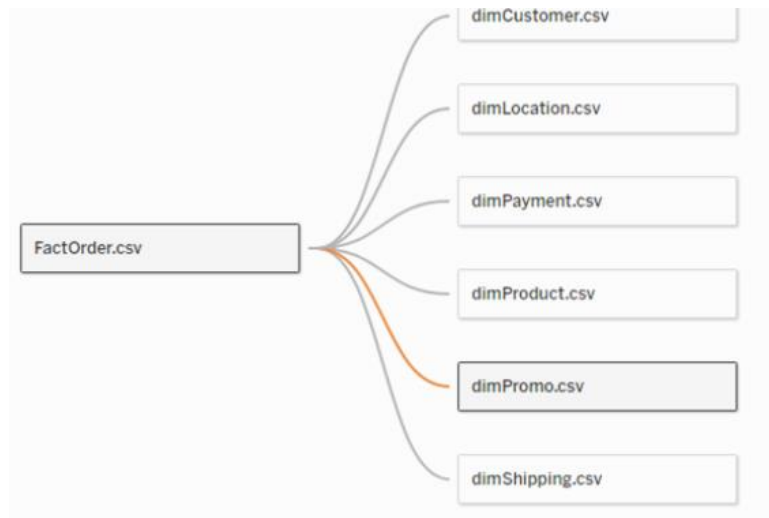 dimCustomer.csv
dimLocation.csv
dimPayment.csv
FactOrder.csv
dimProduct.csv
dimPromo.csv
dimShipping.csv